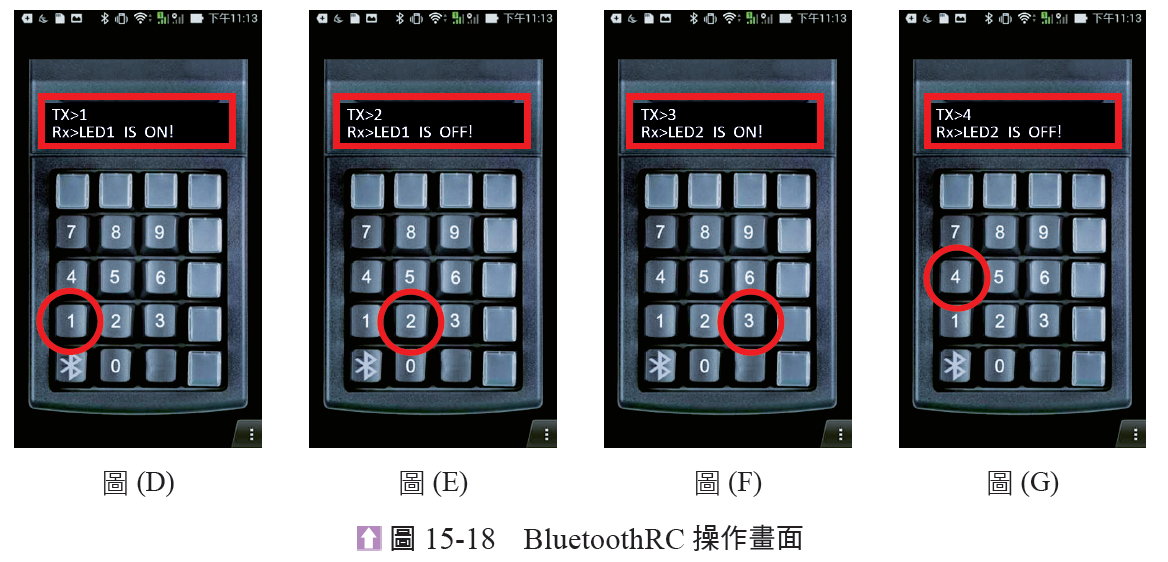 下午11:13
TX>1
Rx>LED1 IS ON!
7 8 9
4 5 6
1 2 3
0
圖 (D)
下午11:13
TX>2
Rx>LED1 IS OFF!
7 8 9
4 5 6
1 2 3
0
圖 (E)
下午11:13
TX>3
Rx>LED2 IS ON!
7 8 9
4 5 6
1 2 3
0
圖 (F)
下午11:13
TX>4
Rx>LED2 IS OFF!
7 8 9
4 5 6
1 2 3
0
圖 (G)
圖 15-18 BluetoothRC 操作畫面